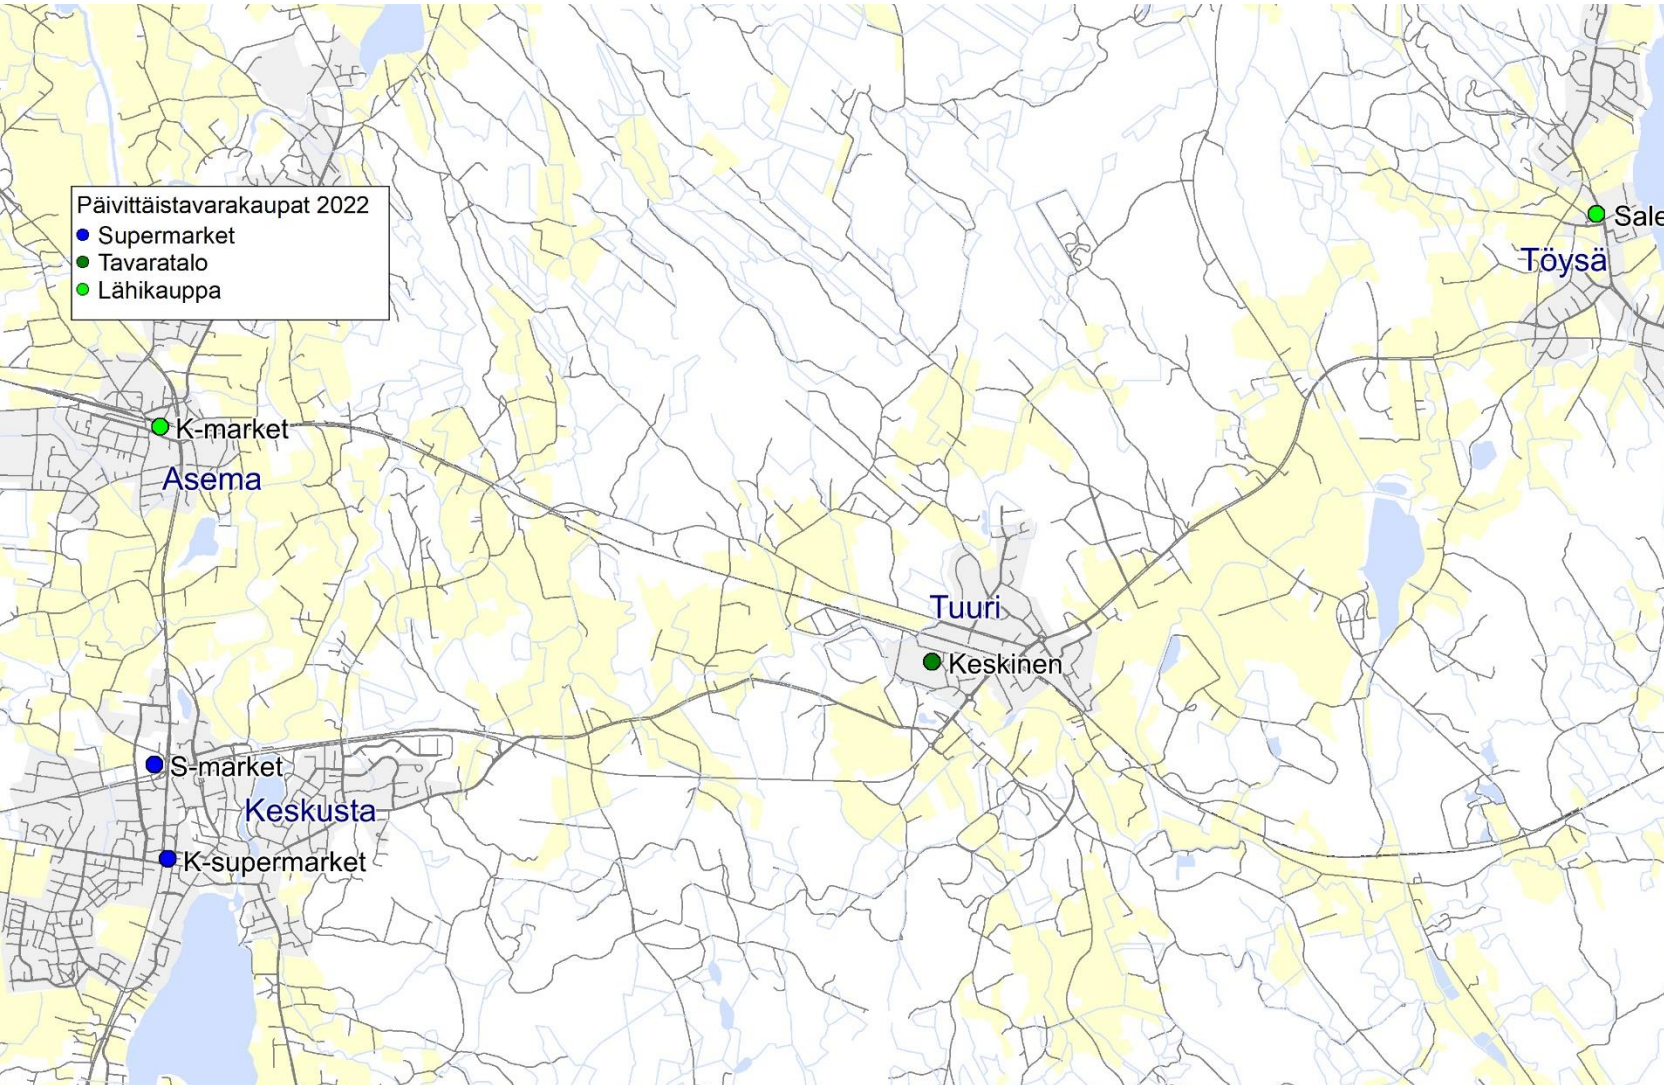 Päivittäistavarakaupat 2022
Supermarket
Tavaratalo
Lähikauppa
Sale
Töysä
K-market
Asema
Tuuri
Keskinen
S-market
Keskusta
K-supermarket